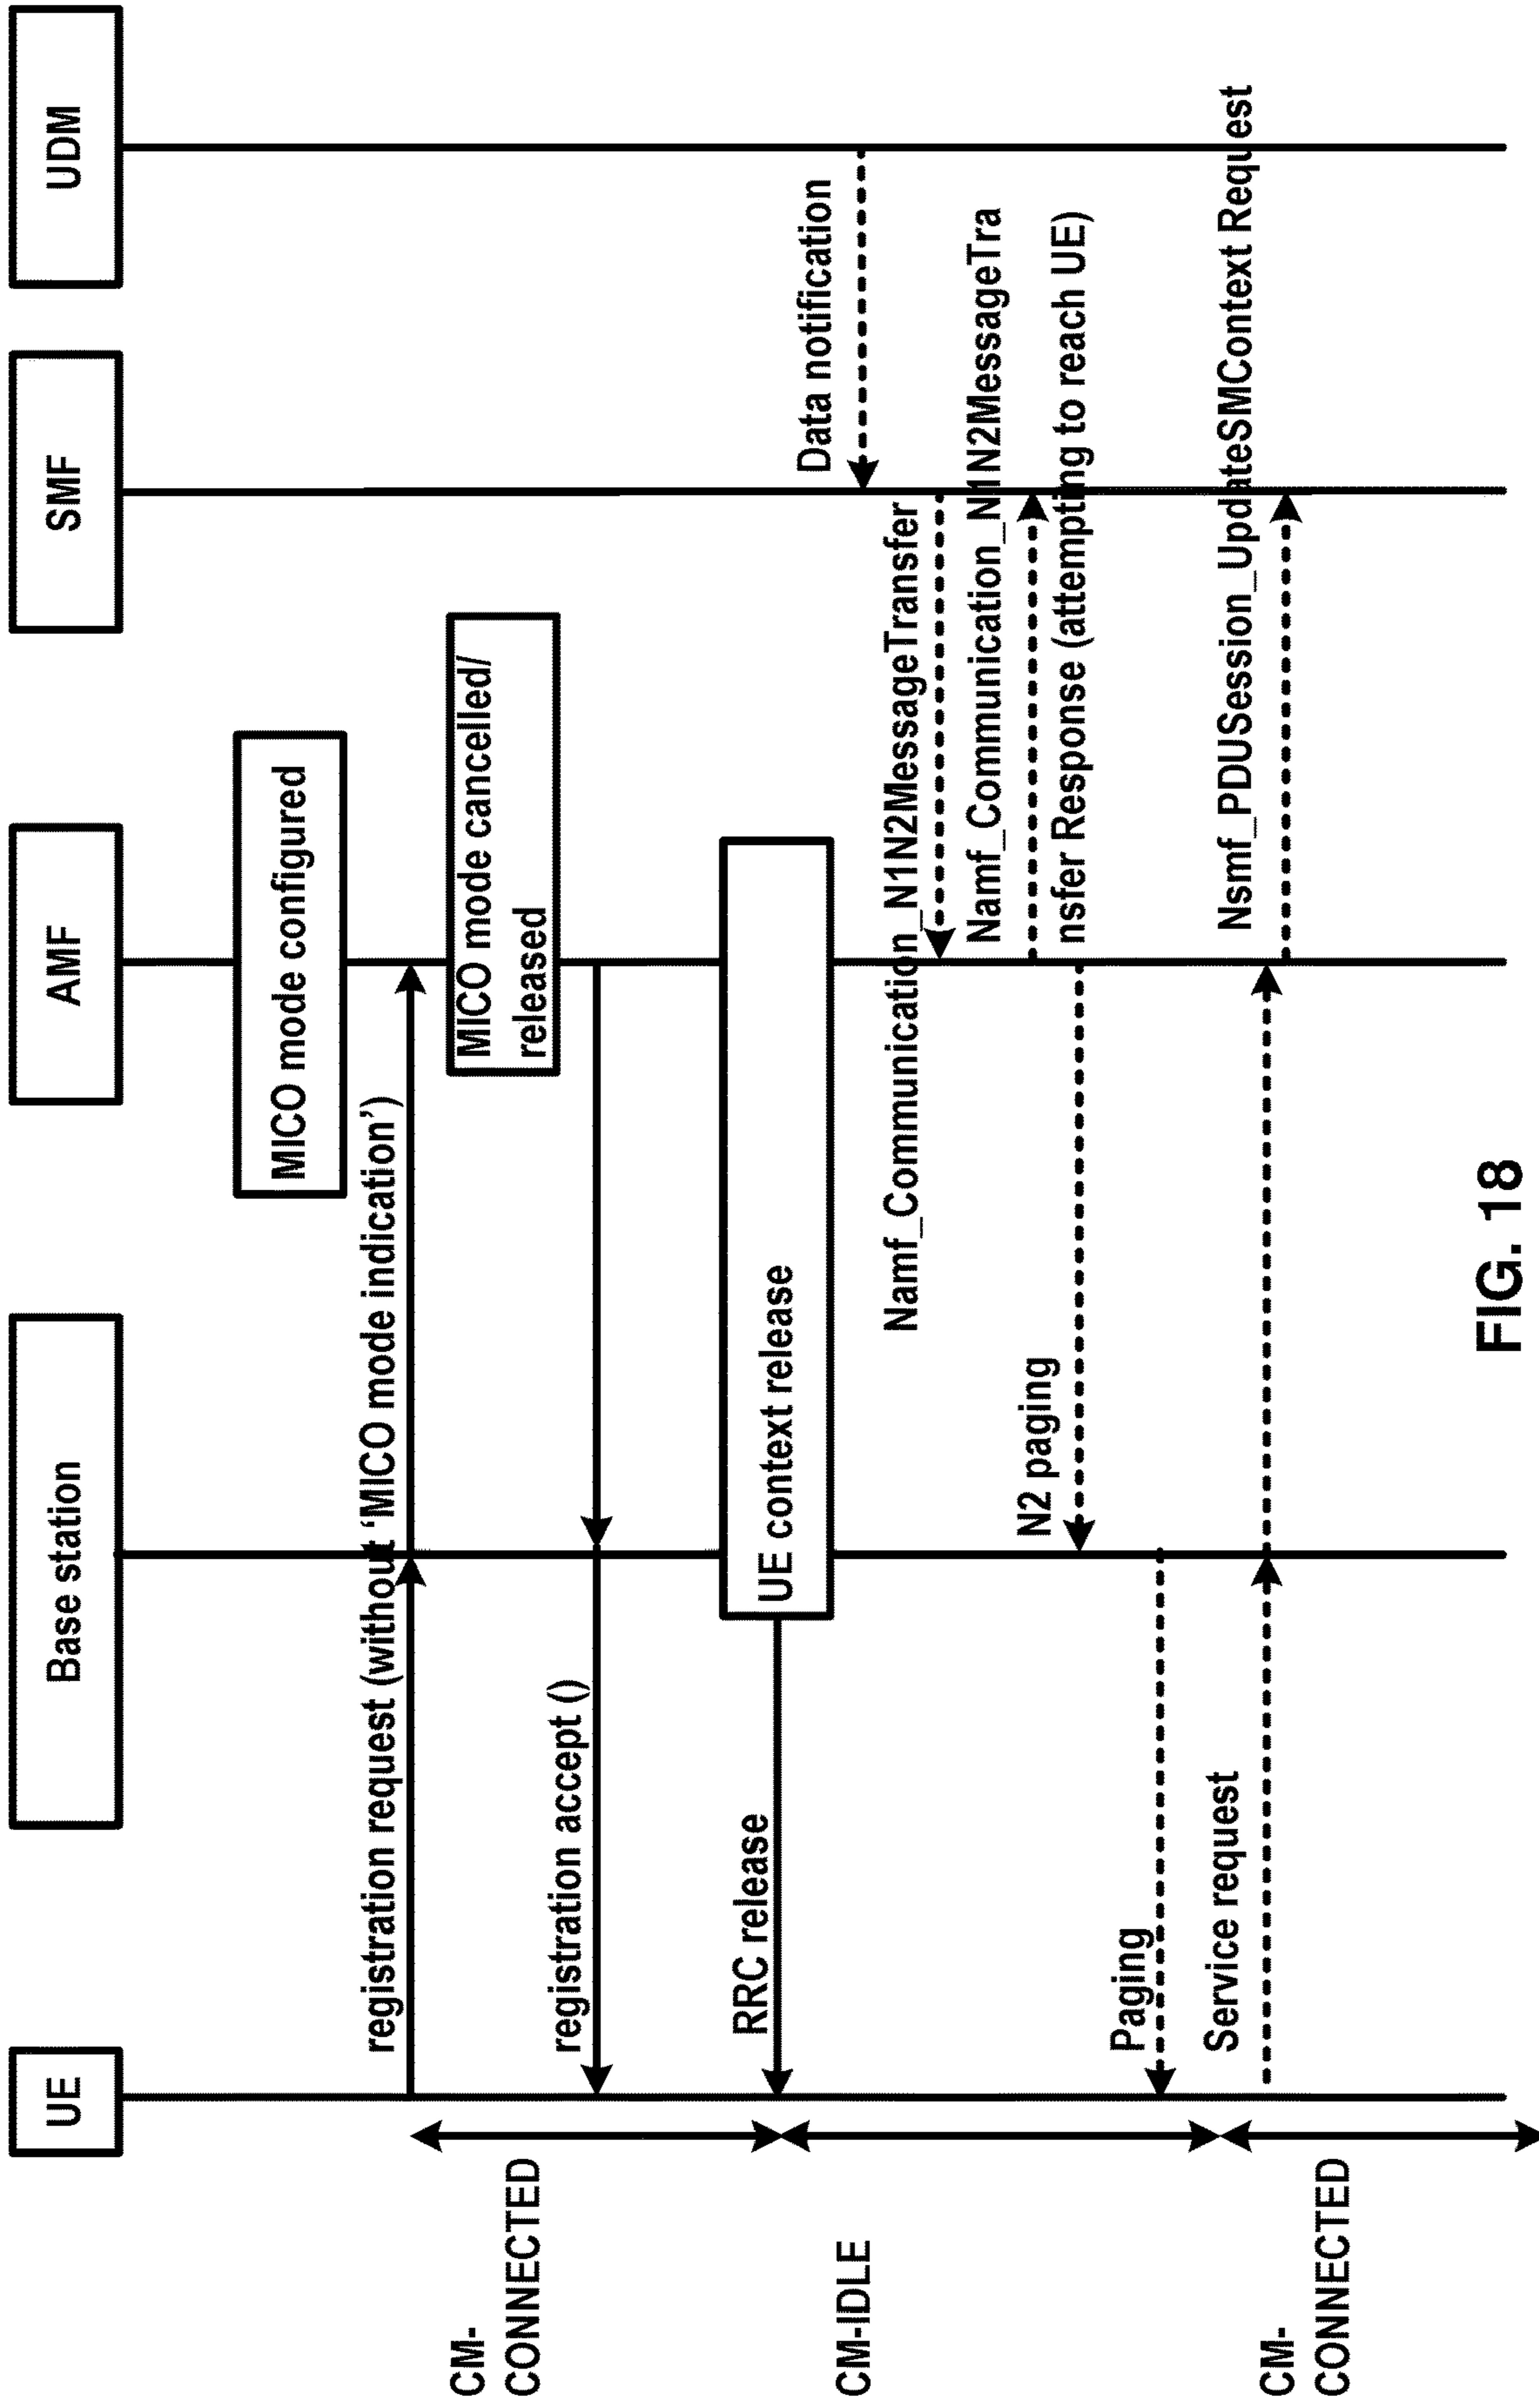 UE
Base station
AMF
SMF
UDM
MICO mode configured
registration request (without ‘MICO mode indication’)
MICO mode cancelled/
released
registration accept ()
CM-
CONNECTED
UE context release
RRC release
Data notification
CM-IDLE
Namf_Communication_N1N2MessageTransfer
Namf_Communication_N1N2MessageTra
nsfer Response (attempting to reach UE)
N2 paging
Paging
Service request
Nsmf_PDUSession_UpdateSMContext Request
CM-
CONNECTED
FIG. 18